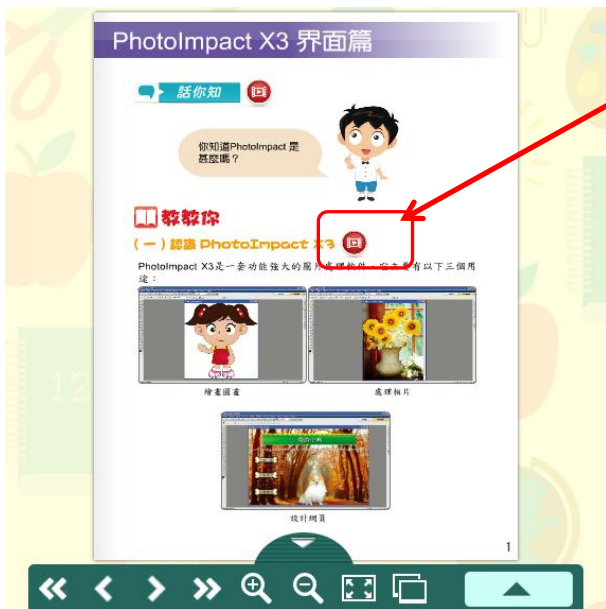 PhotoImpact X3 界面篇
話你知
你知道PhotoImpact 是
甚麼嗎？
教教你
(一)認識 PhotoImpact X3
PhotoImpact X3是一套功能強大的圖片處理軟件，它主要有以下三個用
途：
繪畫圖畫
處理相片
設計網頁
1